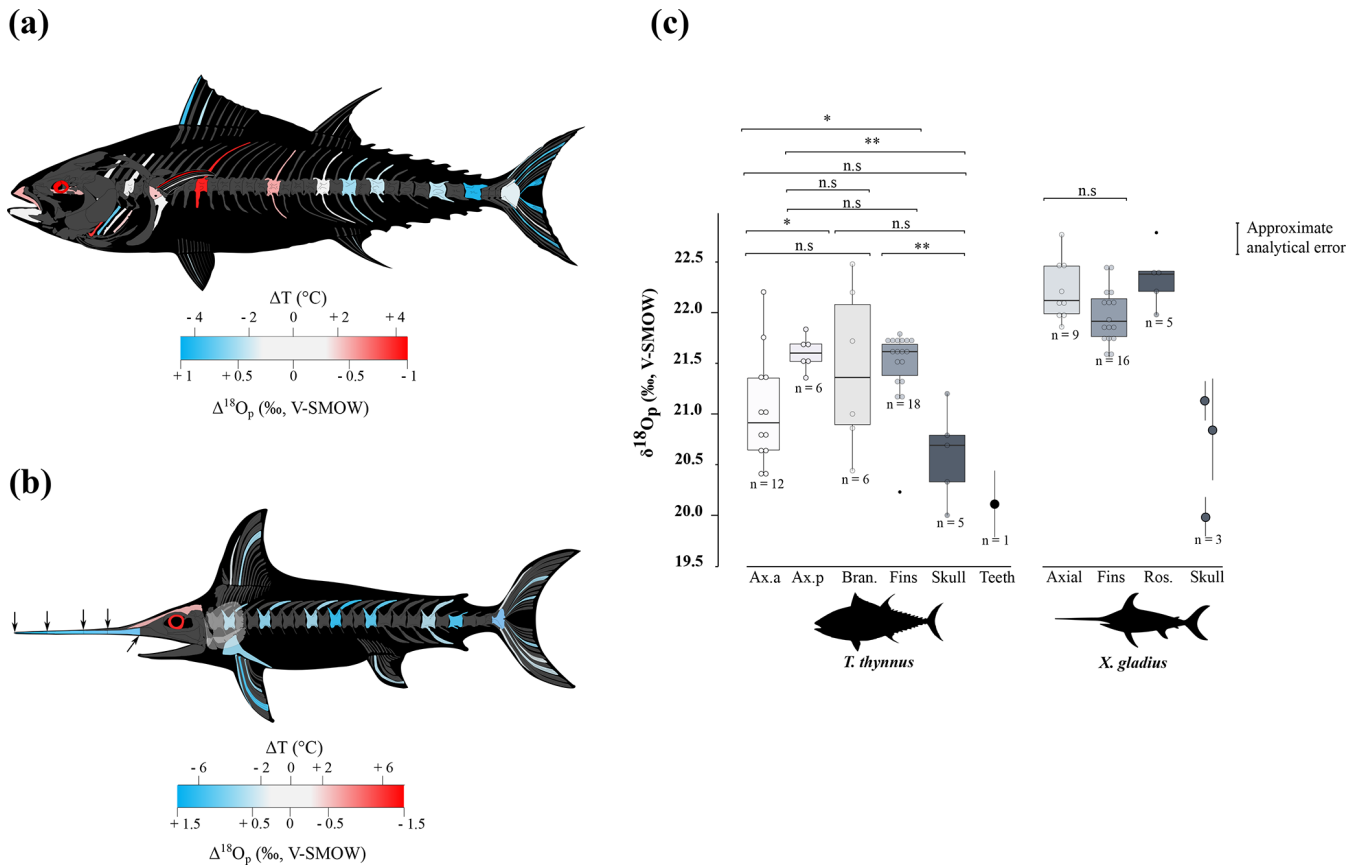 (a)
ΔT (°C)
- 4 - 2 0 + 2 + 4
+ 1 + 0.5 0 - 0.5 - 1
Δ¹⁸Oₚ (‰, V-SMOW)
(b)
ΔT (°C)
- 6 - 2 0 + 2 + 6
+ 1.5 + 0.5 0 - 0.5 - 1.5
Δ¹⁸Oₚ (‰, V-SMOW)
(c)
*
**
n.s
n.s
n.s
* n.s
n.s **
n.s
Approximate
analytical error
δ¹⁸Oₚ (‰, V-SMOW)
22.5
22.0
21.5
21.0
20.5
20.0
19.5
n = 12
n = 6
n = 6
n = 18
n = 5
n = 1
n = 9
n = 16
n = 5
n = 3
Ax.a Ax.p Bran. Fins Skull Teeth Axial Fins Ros. Skull
T. thynnus X. gladius